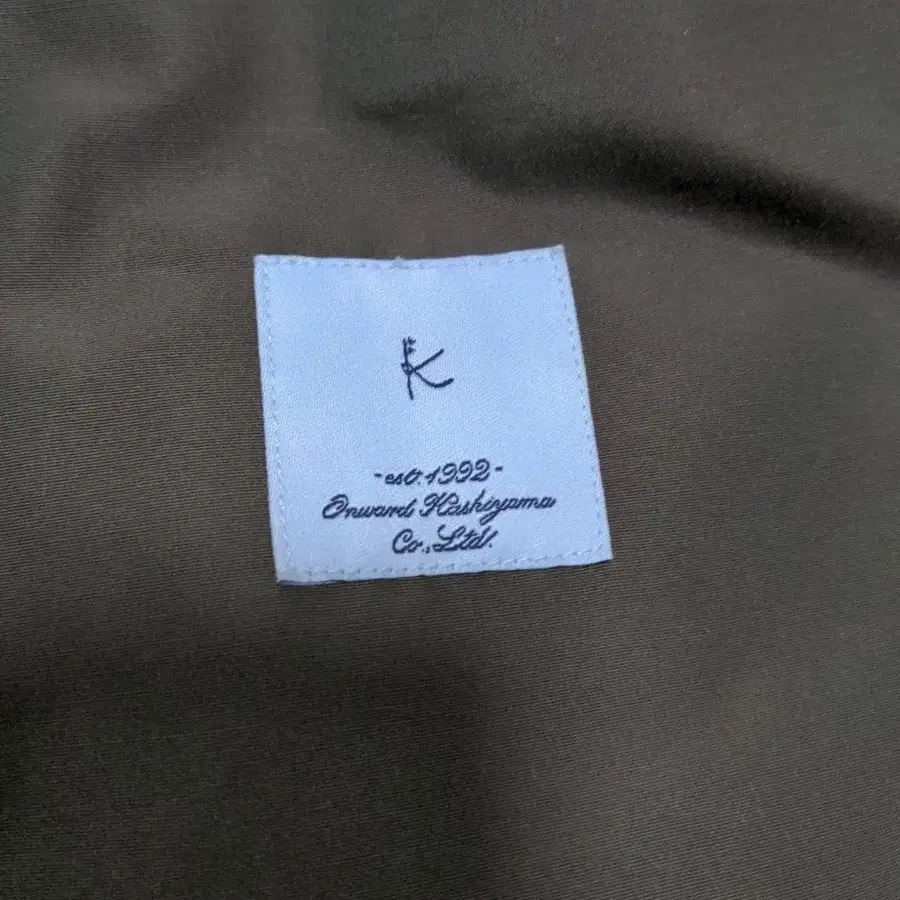 K
-est. 1992-
Onward Kashiyama
Co., Ltd.